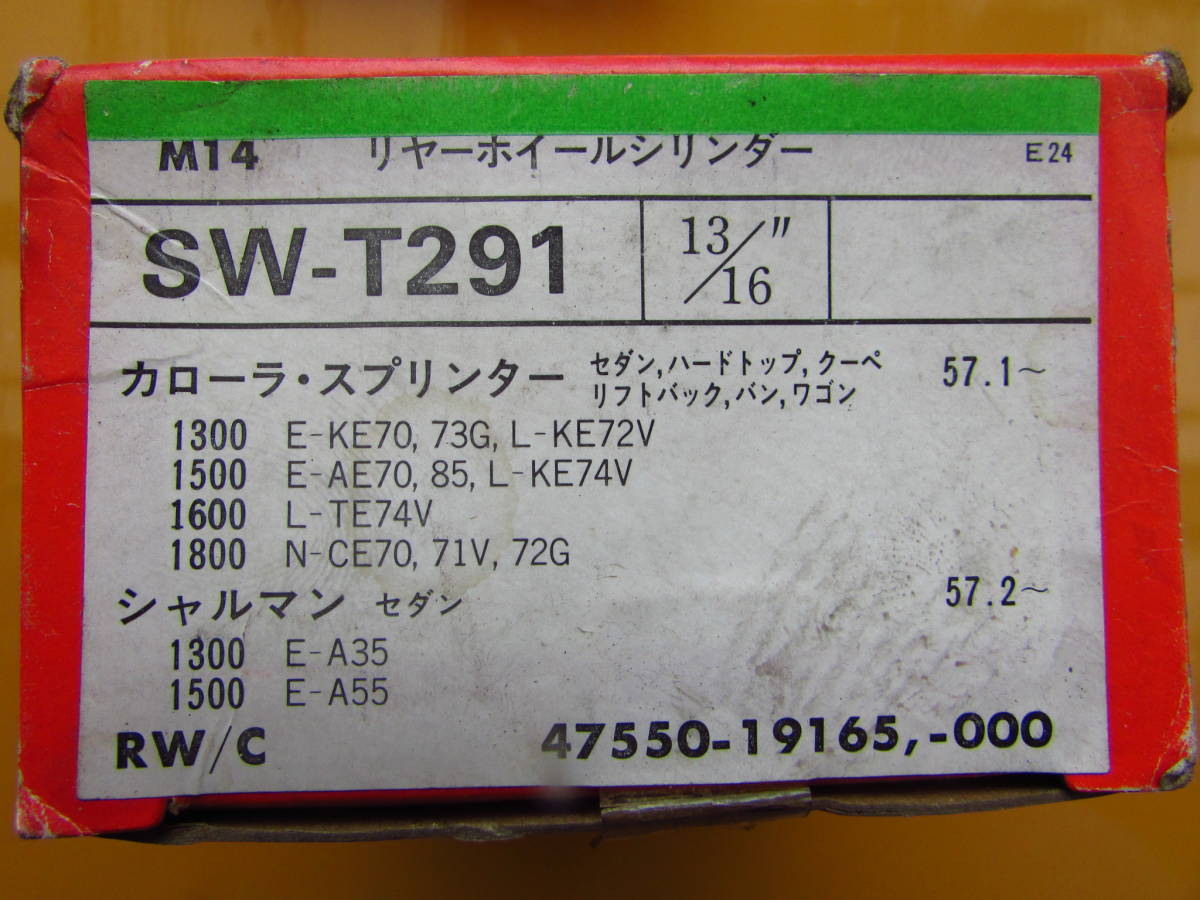 M14 リヤーホイールシリンダー E24
SW-T291 13/16"
カローラ・スプリンター セダン,ハードトップ,クーペ 57.1~
リフトバック,バン,ワゴン
1300 E-KE70, 73G, L-KE72V
1500 E-AE70, 85, L-KE74V
1600 L-TE74V
1800 N-CE70, 71V, 72G
シャルマン セダン 57.2~
1300 E-A35
1500 E-A55
RW/C 47550-19165,-000